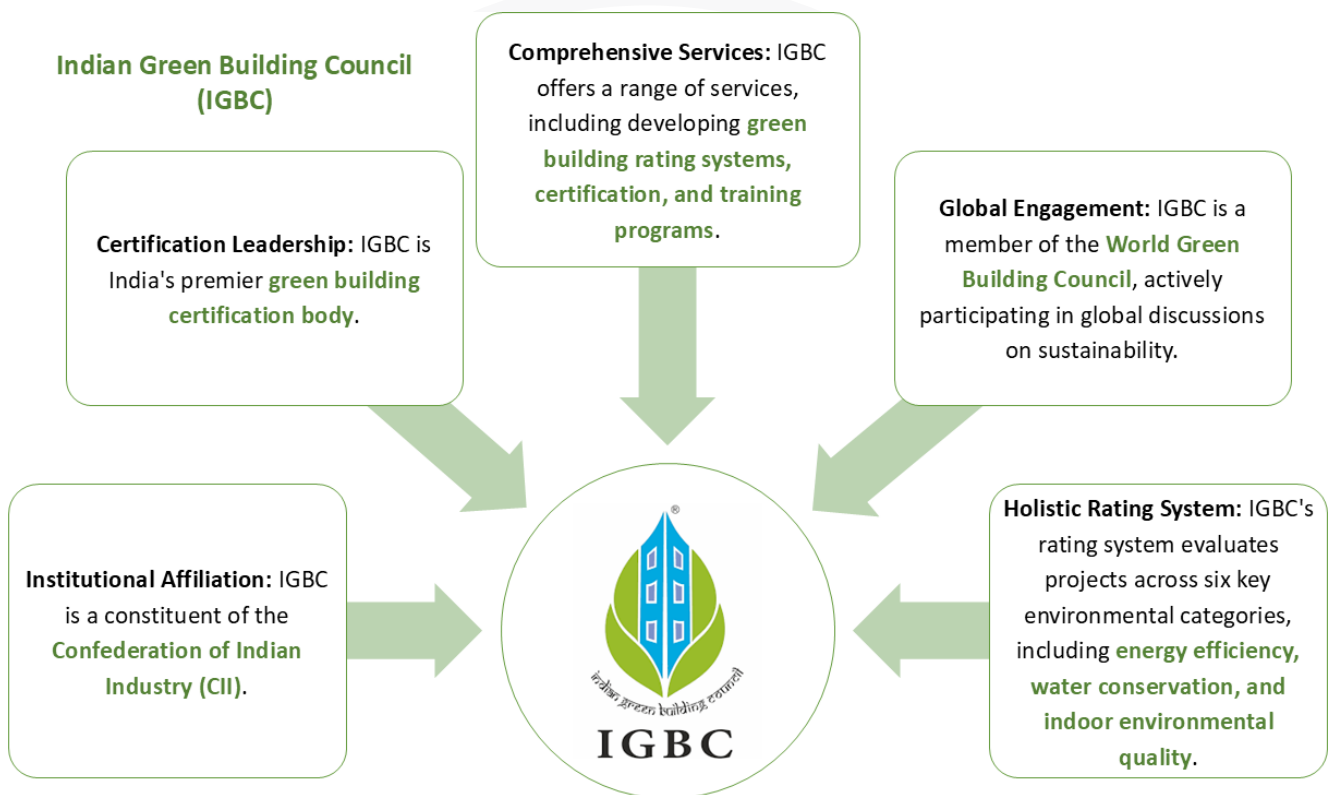 Indian Green Building Council
(IGBC)
Comprehensive Services: IGBC
offers a range of services,
including developing green
building rating systems,
certification, and training
programs.
Certification Leadership: IGBC is
India's premier green building
certification body.
Global Engagement: IGBC is a
member of the World Green
Building Council, actively
participating in global discussions
on sustainability.
Institutional Affiliation: IGBC
is a constituent of the
Confederation of Indian
Industry (CII).
®
indian green building council
IGBC
Holistic Rating System: IGBC's
rating system evaluates
projects across six key
environmental categories,
including energy efficiency,
water conservation, and
indoor environmental
quality.